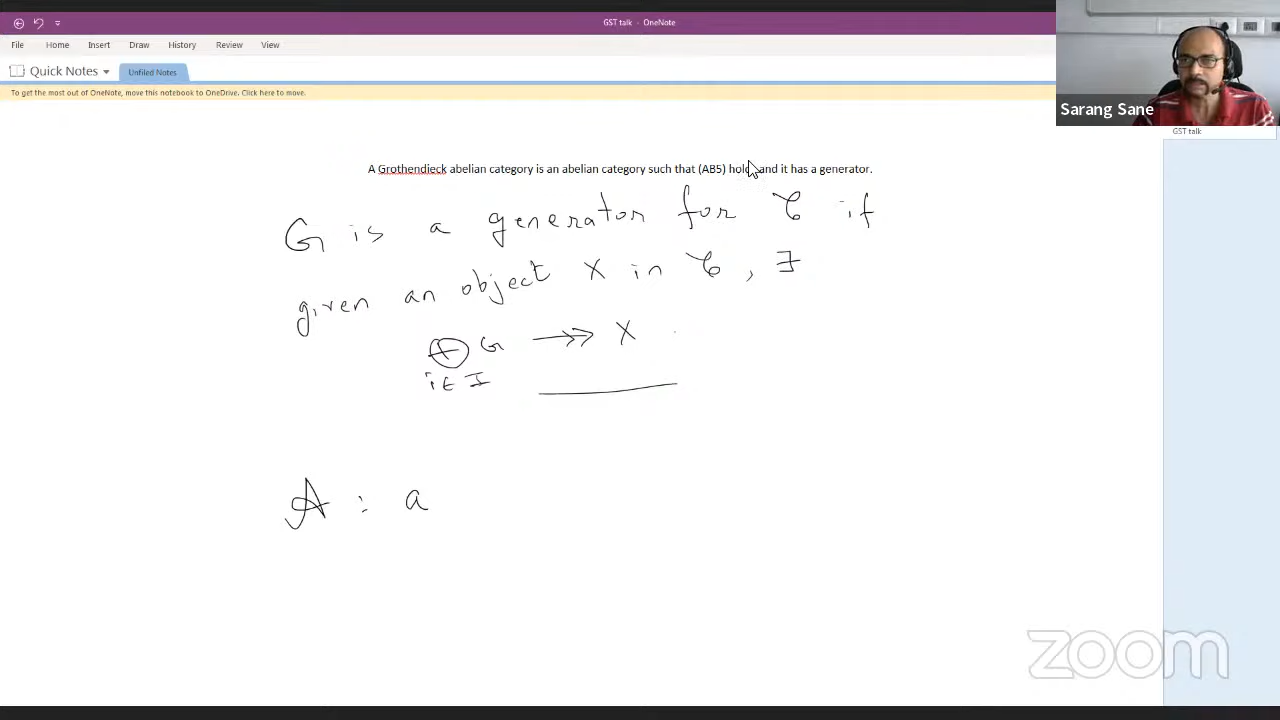 GST talk - OneNote
File Home Insert Draw History Review View
Quick Notes Unfiled Notes
To get the most out of OneNote, move this notebook to OneDrive. Click here to move.
Sarang Sane
GST talk
A Grothendieck abelian category is an abelian category such that (AB5) hold and it has a generator.
G is a generator for 𝒞 if
given an object X in 𝒞, ∃
⊕ G ↠ X
i ∈ I
𝒜 : a
zoom